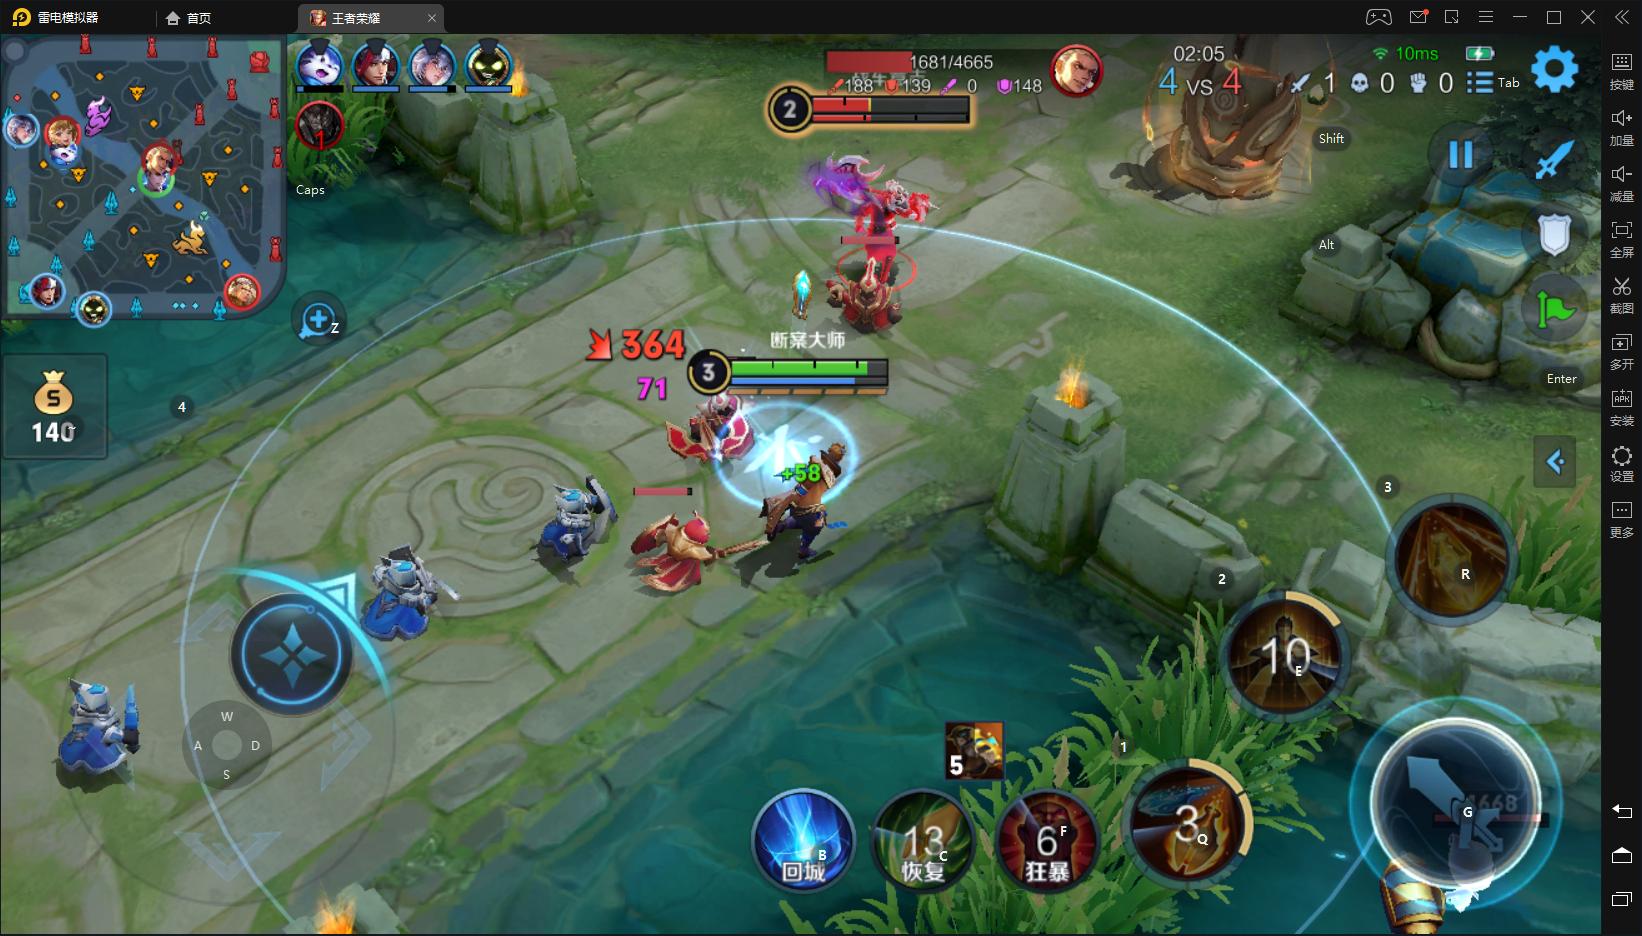 雷电模拟器
首页
王者荣耀
1681/4665
188 139 0 148
2
02:05
4 VS 4
10ms
1 0 0
Tab
按键
加量
减量
全屏
截图
多开
安装
设置
更多
Shift
Caps
1
Alt
Enter
Z
140
4
断案大师
364
71
3
+58
3
R
2
10
E
1
3
Q
5
回城
B
13
恢复
C
6
狂暴
F
G
W
A
D
S